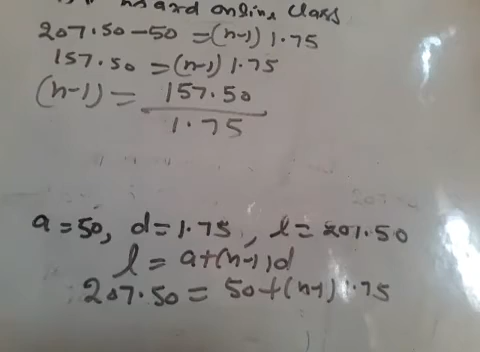 online class
207.50-50 =(n-1) 1.75
157.50 =(n-1) 1.75
(n-1) = 157.50
1.75
a=50, d=1.75, l=207.50
l = a+(n-1)d
207.50 = 50+(n-1) 1.75